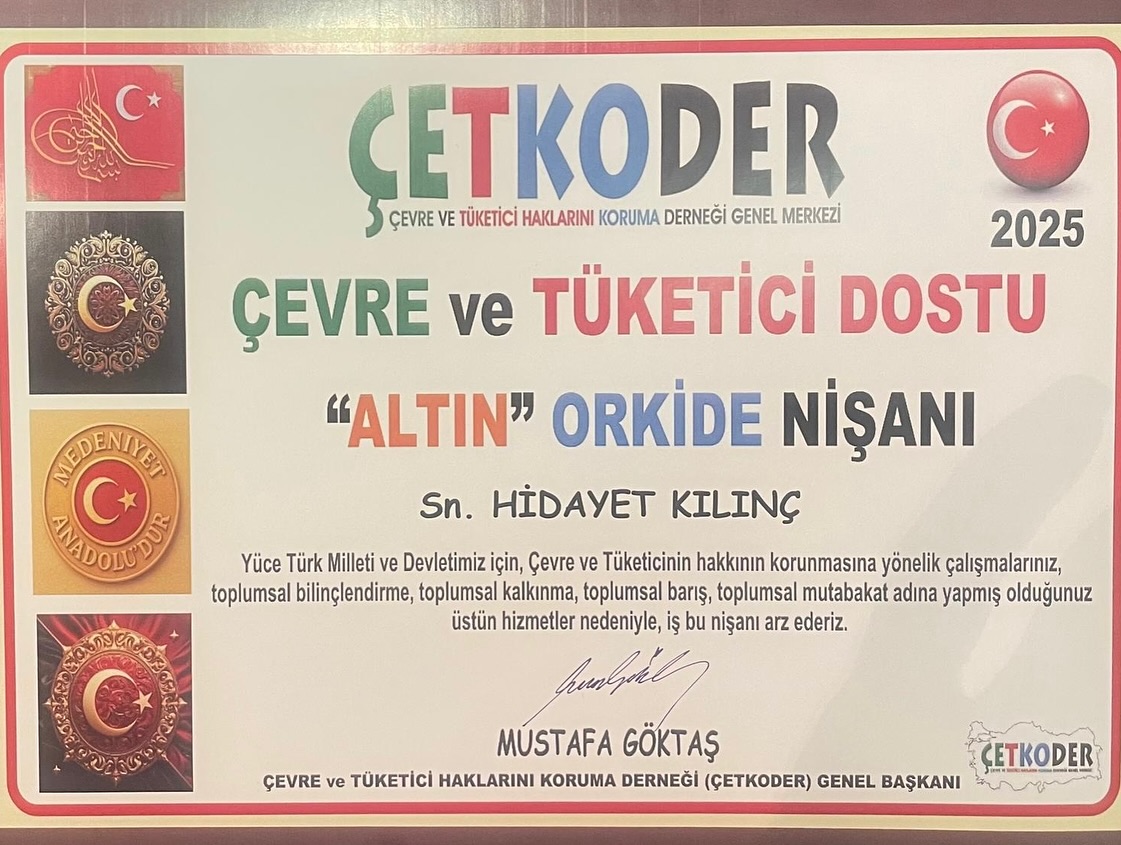 ÇETKODER
ÇEVRE VE TÜKETİCİ HAKLARINI KORUMA DERNEĞİ GENEL MERKEZİ
2025
ÇEVRE ve TÜKETİCİ DOSTU
“ALTIN” ORKİDE NİŞANI
MEDENIYET
ANADOLU'DUR
Sn. HİDAYET KILINÇ
Yüce Türk Milleti ve Devletimiz için, Çevre ve Tüketicinin hakkının korunmasına yönelik çalışmalarınız,
toplumsal bilinçlendirme, toplumsal kalkınma, toplumsal barış, toplumsal mutabakat adına yapmış olduğunuz
üstün hizmetler nedeniyle, iş bu nişanı arz ederiz.
MUSTAFA GÖKTAŞ
ÇEVRE ve TÜKETİCİ HAKLARINI KORUMA DERNEĞİ (ÇETKODER) GENEL BAŞKANI
ÇETKODER